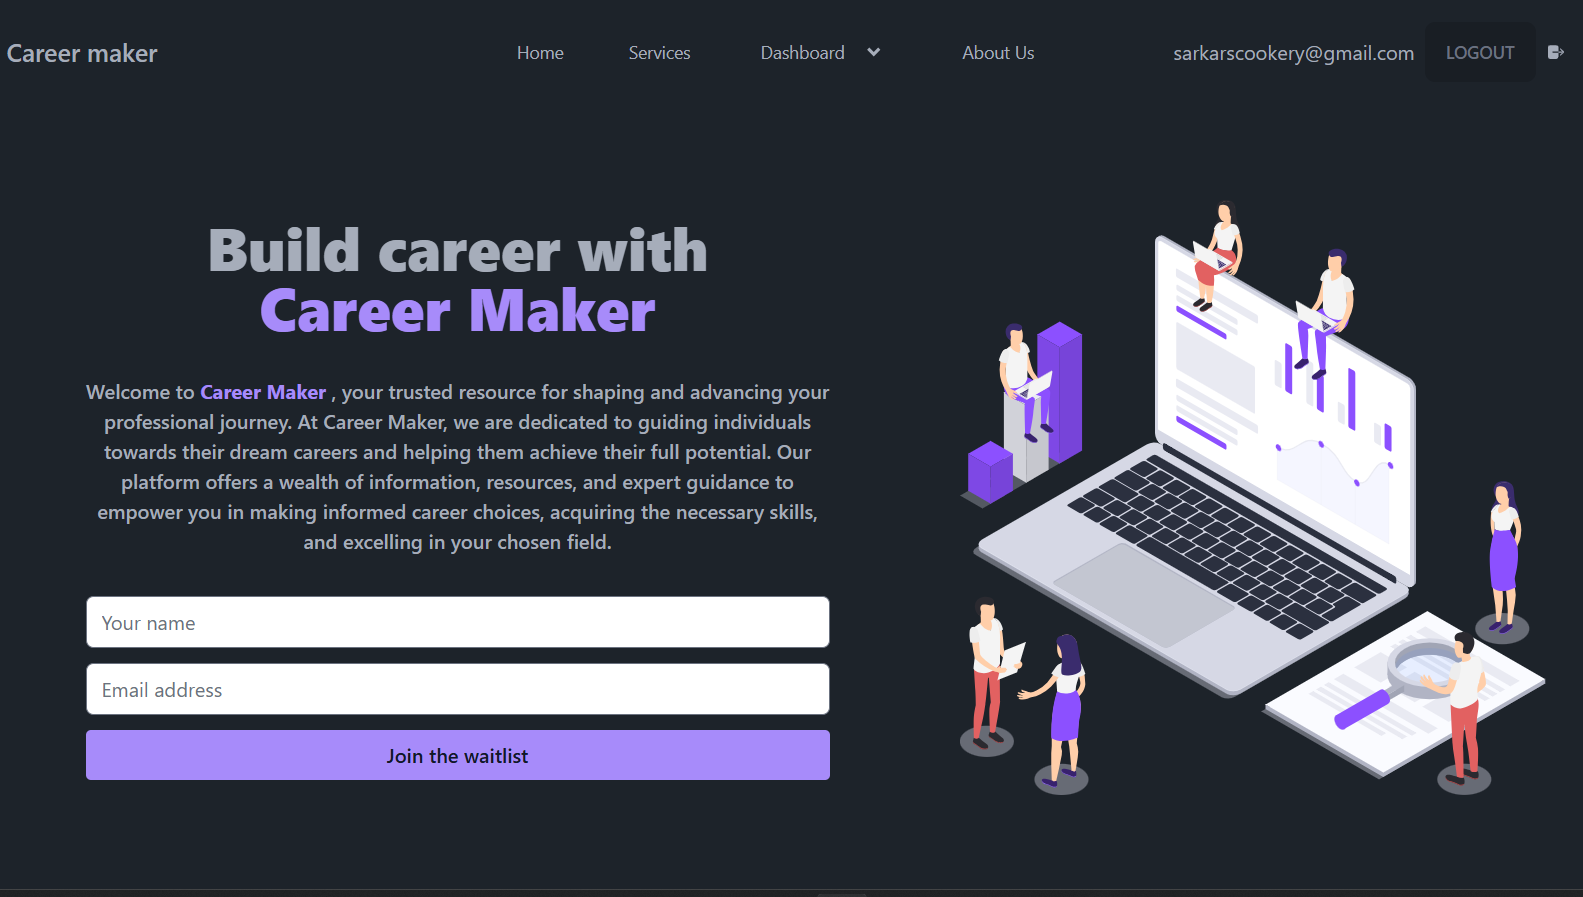 Career maker
Home
Services
Dashboard
About Us
sarkarscookery@gmail.com
LOGOUT
Build career with
Career Maker
Welcome to Career Maker , your trusted resource for shaping and advancing your
professional journey. At Career Maker, we are dedicated to guiding individuals
towards their dream careers and helping them achieve their full potential. Our
platform offers a wealth of information, resources, and expert guidance to
empower you in making informed career choices, acquiring the necessary skills,
and excelling in your chosen field.
Your name
Email address
Join the waitlist